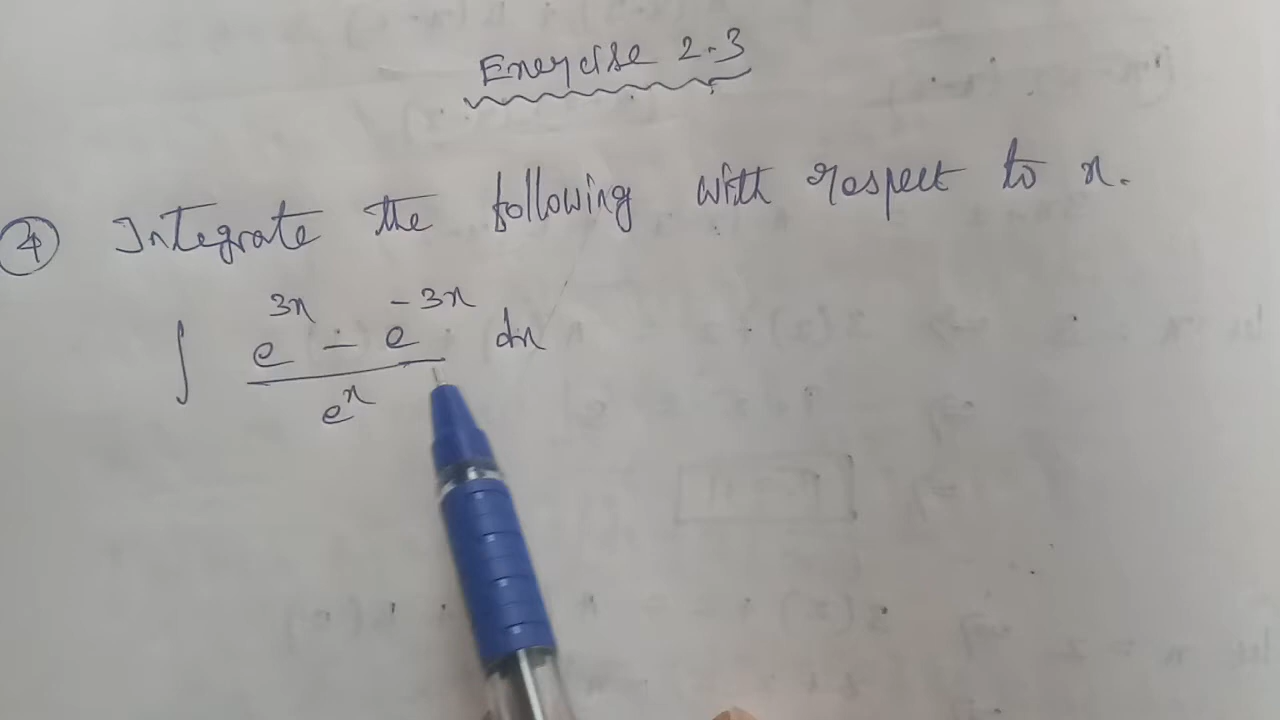 Exercise 2.3
④ Integrate the following with respect to x.
∫ (e^{3x} - e^{-3x}) / e^x dx